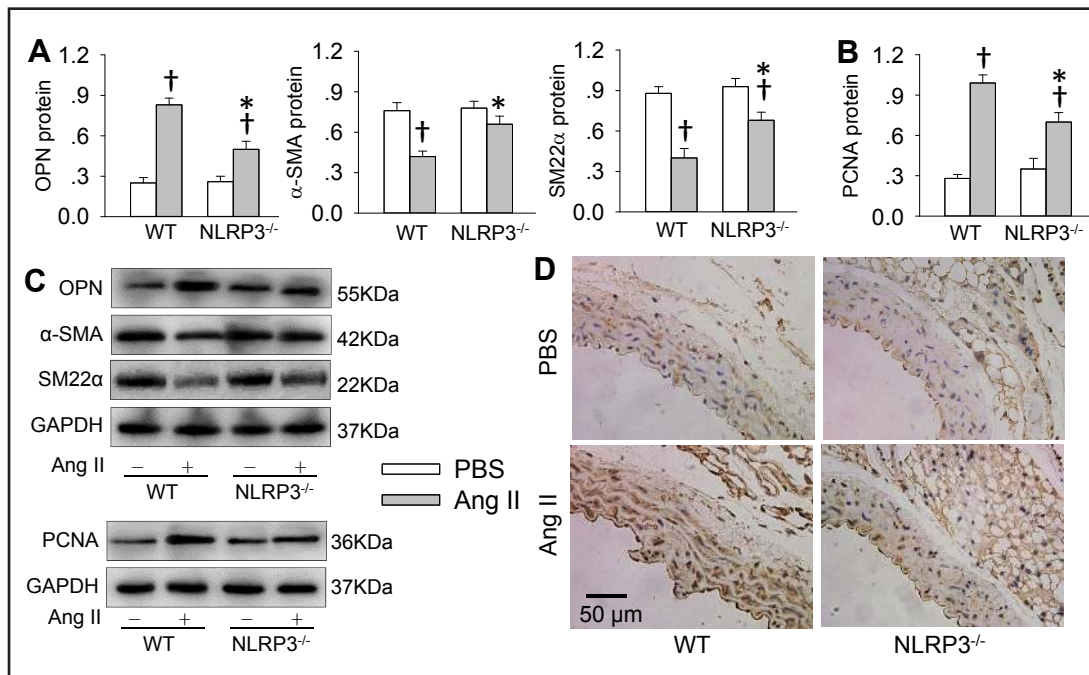 A
OPN protein
1.2
.9
.6
.3
0.0
†
*
†
WT NLRP3-/-
α-SMA protein
1.2
.9
.6
.3
0.0
†
*
WT NLRP3-/-
SM22α protein
1.2
.9
.6
.3
0.0
†
*
†
WT NLRP3-/-
B
PCNA protein
1.2
.9
.6
.3
0.0
†
*
†
WT NLRP3-/-
C
OPN 55KDa
α-SMA 42KDa
SM22α 22KDa
GAPDH 37KDa
Ang II − + − +
WT NLRP3-/-
PCNA 36KDa
GAPDH 37KDa
Ang II − + − +
WT NLRP3-/-
PBS
Ang II
D
PBS
Ang II
50 µm
WT NLRP3-/-